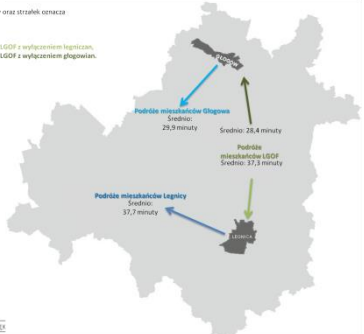 oraz strzałek oznacza
LGOF z wyłączeniem legniczan,
LGOF z wyłączeniem głogowian.
GŁOGÓW
Podróże mieszkańców Głogowa
Średnio:
29,9 minuty
Średnio: 28,4 minuty
Podróże
mieszkańców LGOF
Średnio: 37,3 minuty
Podróże mieszkańców Legnicy
Średnio:
37,7 minuty
LEGNICA